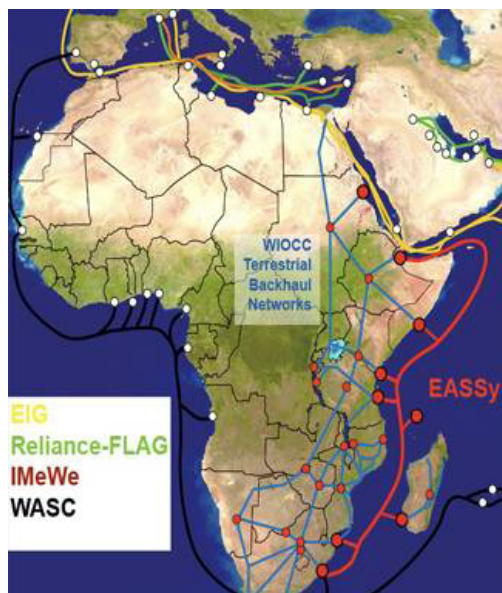 WIOCC
Terrestrial
Backhaul
Networks
EASSy
EIG
Reliance-FLAG
IMeWe
WASC